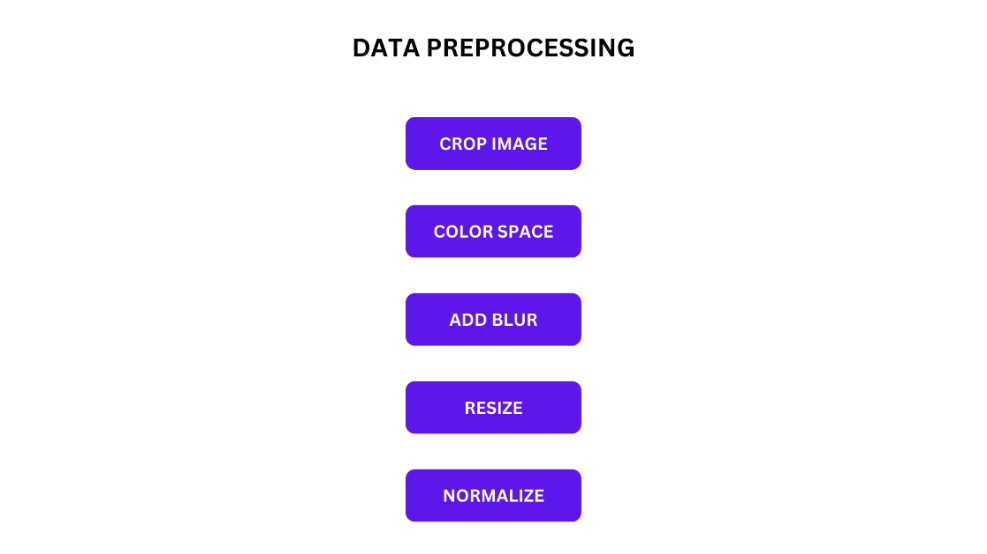 DATA PREPROCESSING
CROP IMAGE
COLOR SPACE
ADD BLUR
RESIZE
NORMALIZE